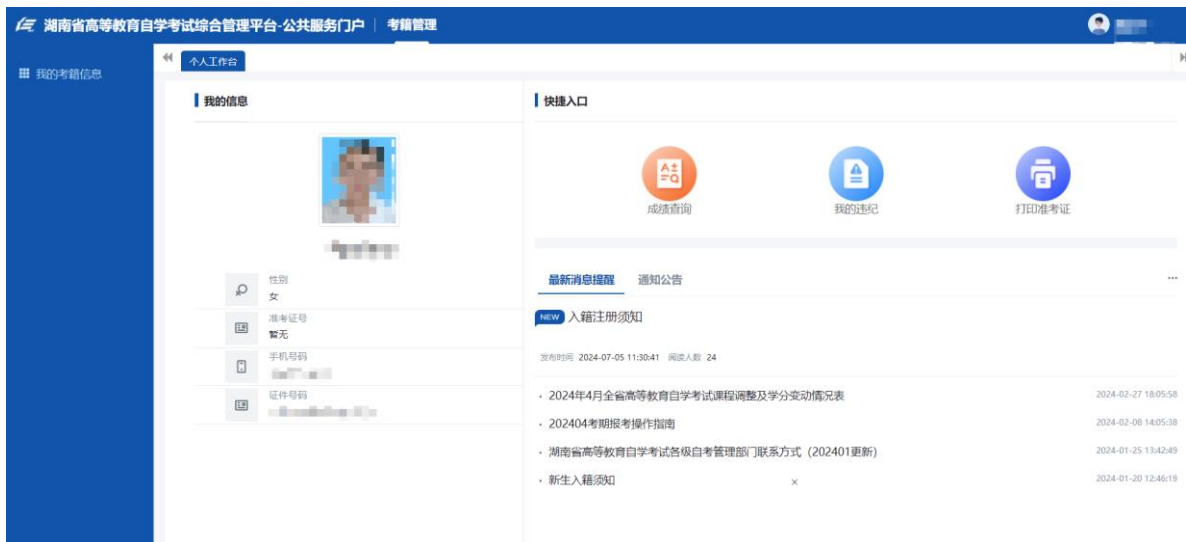 湖南省高等教育自学考试综合管理平台-公共服务门户 | 考籍管理
我的考籍信息
个人工作台
我的信息
性别
女
准考证号
暂无
手机号码
证件号码
快捷入口
成绩查询
我的违纪
打印准考证
最新消息提醒 通知公告 ...
NEW 入籍注册须知
发布时间 2024-07-05 11:30:41 阅读人数 24
· 2024年4月全省高等教育自学考试课程调整及学分变动情况表 2024-02-27 18:05:58
· 202404考期报考操作指南 2024-02-08 14:05:38
· 湖南省高等教育自学考试各级自考管理部门联系方式（202401更新） 2024-01-25 13:42:49
· 新生入籍须知 2024-01-20 12:46:19